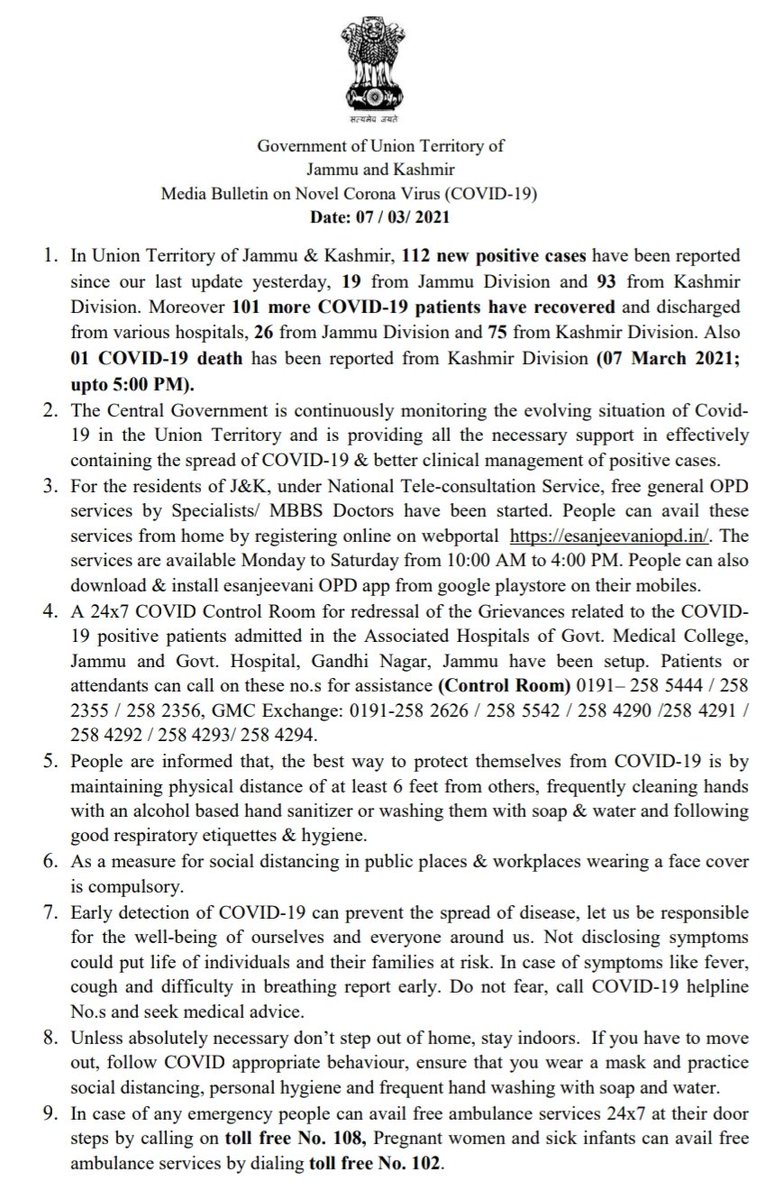 सत्यमेव जयते
Government of Union Territory of
Jammu and Kashmir
Media Bulletin on Novel Corona Virus (COVID-19)
Date: 07 / 03/ 2021
1. In Union Territory of Jammu & Kashmir, 112 new positive cases have been reported
since our last update yesterday, 19 from Jammu Division and 93 from Kashmir
Division. Moreover 101 more COVID-19 patients have recovered and discharged
from various hospitals, 26 from Jammu Division and 75 from Kashmir Division. Also
01 COVID-19 death has been reported from Kashmir Division (07 March 2021;
upto 5:00 PM).
2. The Central Government is continuously monitoring the evolving situation of Covid-
19 in the Union Territory and is providing all the necessary support in effectively
containing the spread of COVID-19 & better clinical management of positive cases.
3. For the residents of J&K, under National Tele-consultation Service, free general OPD
services by Specialists/ MBBS Doctors have been started. People can avail these
services from home by registering online on webportal https://esanjeevaniopd.in/. The
services are available Monday to Saturday from 10:00 AM to 4:00 PM. People can also
download & install esanjeevani OPD app from google playstore on their mobiles.
4. A 24x7 COVID Control Room for redressal of the Grievances related to the COVID-
19 positive patients admitted in the Associated Hospitals of Govt. Medical College,
Jammu and Govt. Hospital, Gandhi Nagar, Jammu have been setup. Patients or
attendants can call on these no.s for assistance (Control Room) 0191– 258 5444 / 258
2355 / 258 2356, GMC Exchange: 0191-258 2626 / 258 5542 / 258 4290 /258 4291 /
258 4292 / 258 4293/ 258 4294.
5. People are informed that, the best way to protect themselves from COVID-19 is by
maintaining physical distance of at least 6 feet from others, frequently cleaning hands
with an alcohol based hand sanitizer or washing them with soap & water and following
good respiratory etiquettes & hygiene.
6. As a measure for social distancing in public places & workplaces wearing a face cover
is compulsory.
7. Early detection of COVID-19 can prevent the spread of disease, let us be responsible
for the well-being of ourselves and everyone around us. Not disclosing symptoms
could put life of individuals and their families at risk. In case of symptoms like fever,
cough and difficulty in breathing report early. Do not fear, call COVID-19 helpline
No.s and seek medical advice.
8. Unless absolutely necessary don’t step out of home, stay indoors. If you have to move
out, follow COVID appropriate behaviour, ensure that you wear a mask and practice
social distancing, personal hygiene and frequent hand washing with soap and water.
9. In case of any emergency people can avail free ambulance services 24x7 at their door
steps by calling on toll free No. 108, Pregnant women and sick infants can avail free
ambulance services by dialing toll free No. 102.